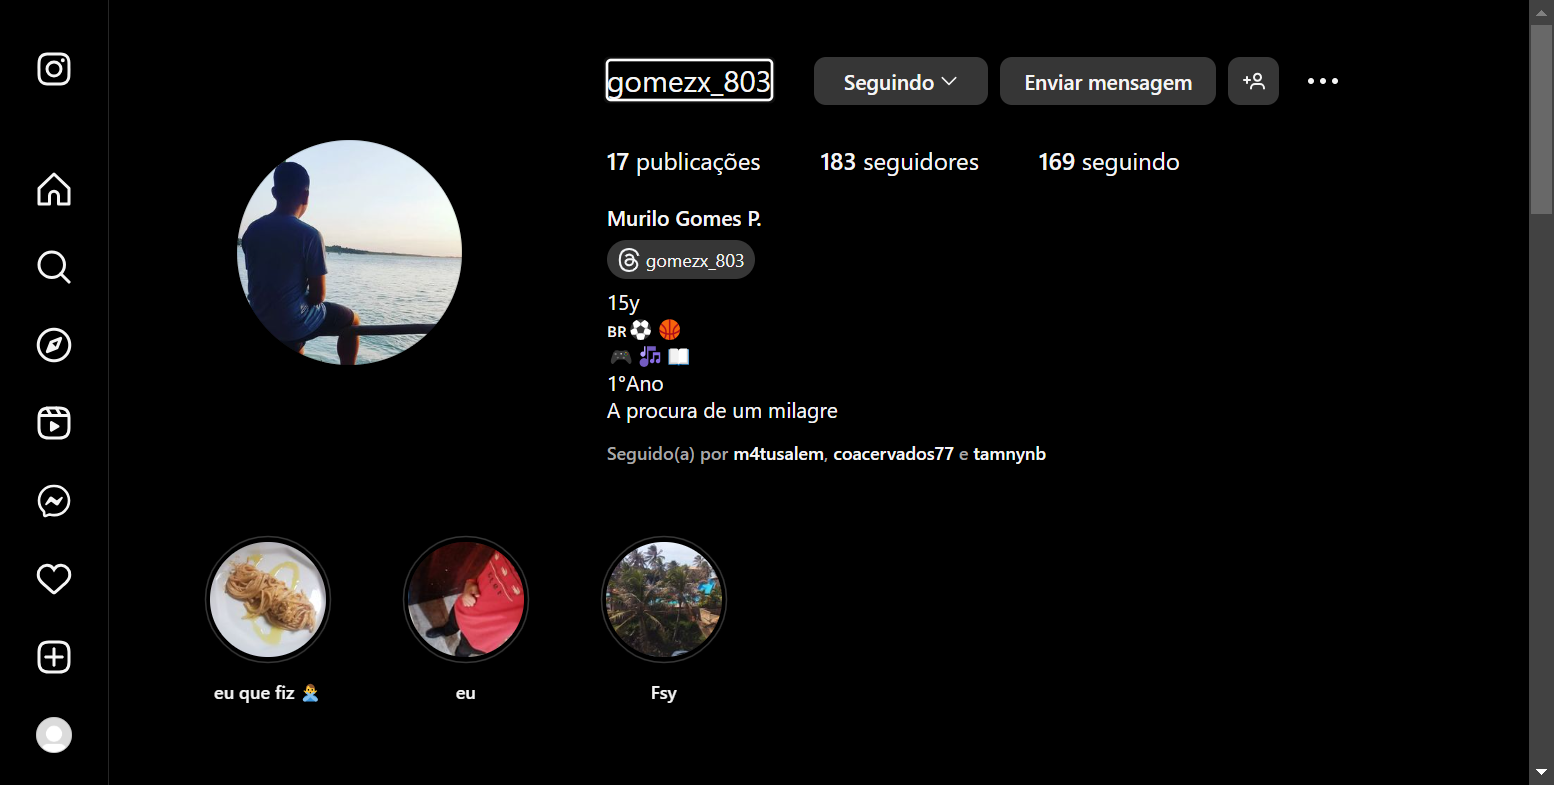 gomezx_803 Seguindo Enviar mensagem
17 publicações 183 seguidores 169 seguindo
Murilo Gomes P.
gomezx_803
15y
BR⚽ 🏀
🎮 🎵 📖
1°Ano
A procura de um milagre
Seguido(a) por m4tusalem, coacervados77 e tamnynb
eu que fiz 🤷‍♂️ eu Fsy